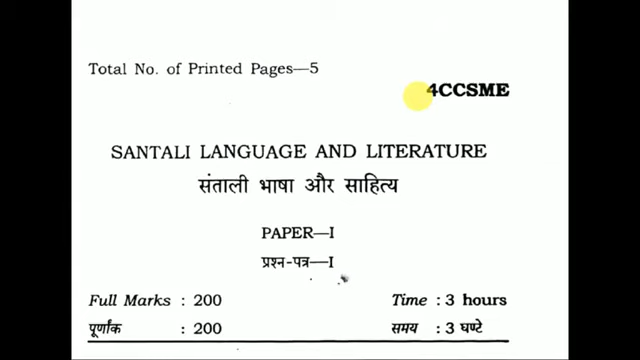 Total No. of Printed Pages—5
4CCSME
SANTALI LANGUAGE AND LITERATURE
संताली भाषा और साहित्य
PAPER—I
प्रश्न-पत्र—I
Full Marks : 200 Time : 3 hours
पूर्णांक : 200 समय : 3 घण्टे